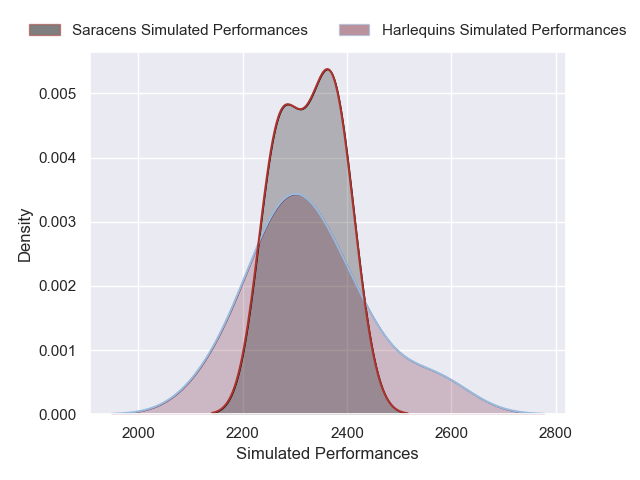 Saracens Simulated Performances
Harlequins Simulated Performances
0.005
0.004
0.003
0.002
0.001
0.000
Density
2000
2200
2400
2600
2800
Simulated Performances